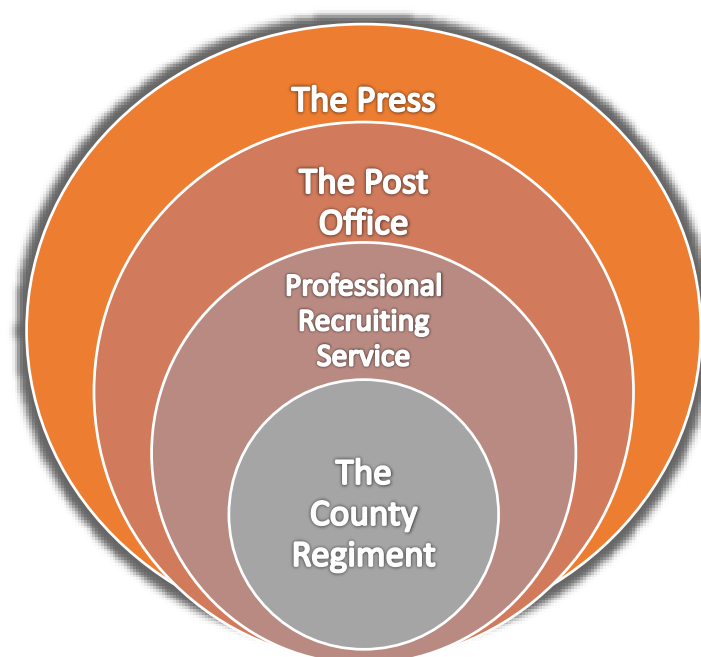 The Press
The Post
Office
Professional
Recruiting
Service
The
County
Regiment